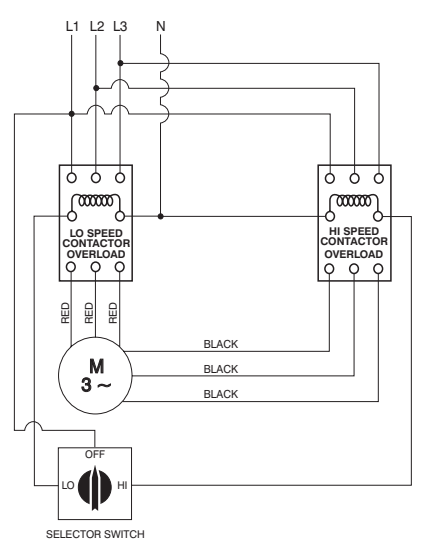 L1 L2 L3 N
LO SPEED
CONTACTOR
OVERLOAD
HI SPEED
CONTACTOR
OVERLOAD
RED
RED
RED
BLACK
M
3 ~
BLACK
BLACK
OFF
LO
HI
SELECTOR SWITCH